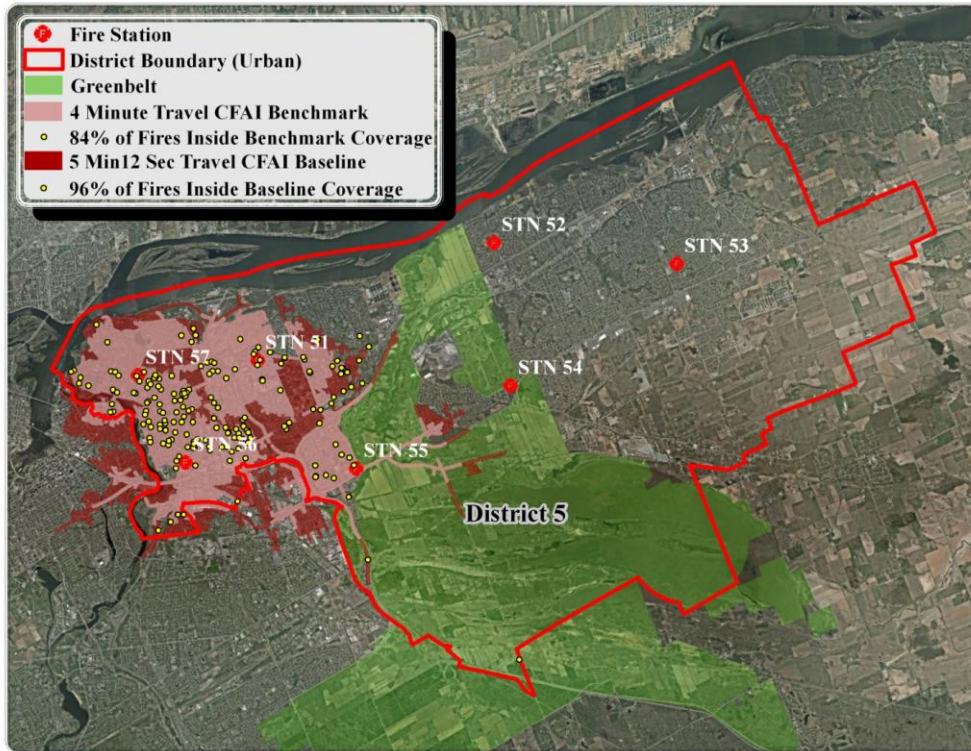 Fire Station
District Boundary (Urban)
Greenbelt
4 Minute Travel CFAI Benchmark
84% of Fires Inside Benchmark Coverage
5 Min12 Sec Travel CFAI Baseline
96% of Fires Inside Baseline Coverage
STN 52
STN 53
STN 51
STN 57
STN 54
STN 56
STN 55
District 5